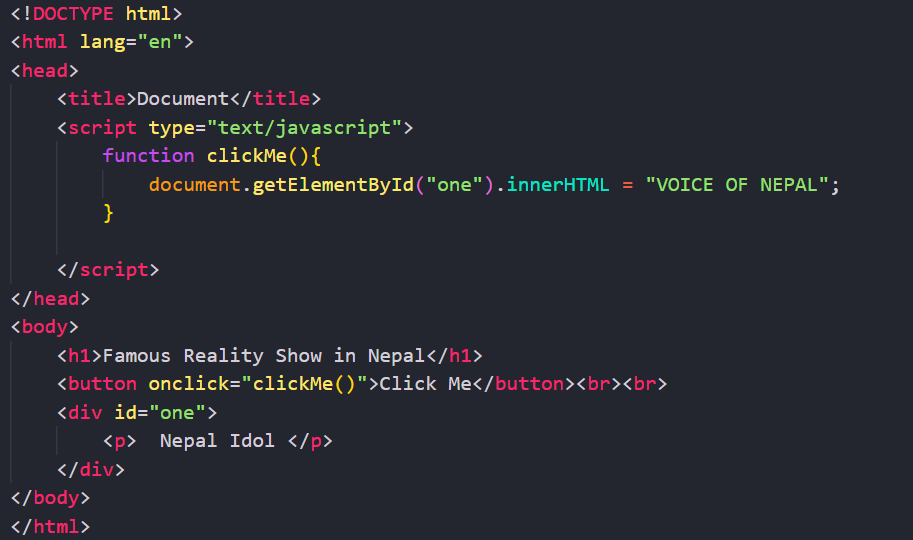 <!DOCTYPE html>
<html lang="en">
<head>
    <title>Document</title>
    <script type="text/javascript">
        function clickMe(){
            document.getElementById("one").innerHTML = "VOICE OF NEPAL";
        }
    </script>
</head>
<body>
    <h1>Famous Reality Show in Nepal</h1>
    <button onclick="clickMe()">Click Me</button><br><br>
    <div id="one">
        <p>  Nepal Idol </p>
    </div>
</body>
</html>